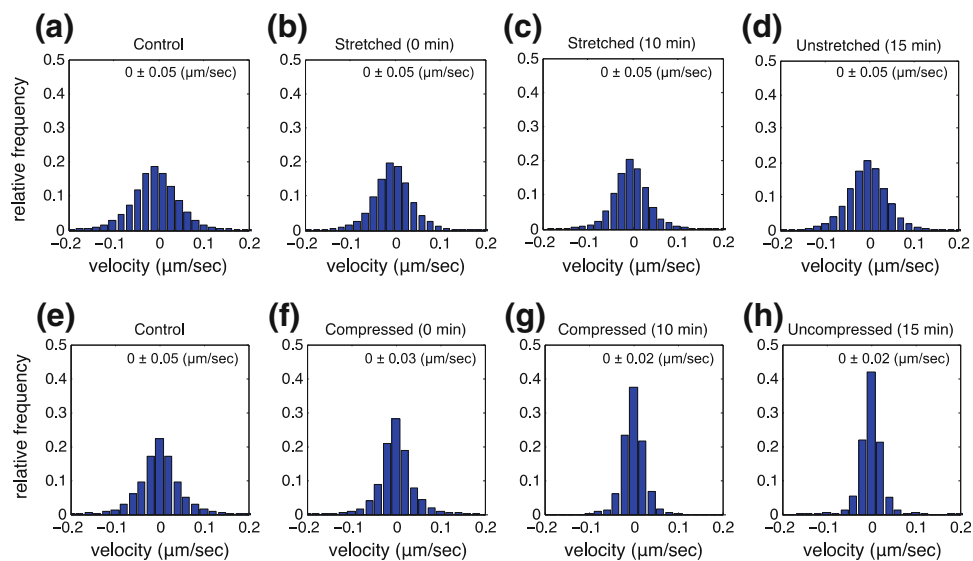 (a) (b) (c) (d)
Control Stretched (0 min) Stretched (10 min) Unstretched (15 min)
0.5 0.5 0.5 0.5
0 ± 0.05 (μm/sec) 0 ± 0.05 (μm/sec) 0 ± 0.05 (μm/sec) 0 ± 0.05 (μm/sec)
0.4 0.4 0.4 0.4
0.3 0.3 0.3 0.3
0.2 0.2 0.2 0.2
0.1 0.1 0.1 0.1
0 0 0 0
relative frequency
−0.2 −0.1 0 0.1 0.2 −0.2 −0.1 0 0.1 0.2 −0.2 −0.1 0 0.1 0.2 −0.2 −0.1 0 0.1 0.2
velocity (μm/sec) velocity (μm/sec) velocity (μm/sec) velocity (μm/sec)
(e) (f) (g) (h)
Control Compressed (0 min) Compressed (10 min) Uncompressed (15 min)
0.5 0.5 0.5 0.5
0 ± 0.05 (μm/sec) 0 ± 0.03 (μm/sec) 0 ± 0.02 (μm/sec) 0 ± 0.02 (μm/sec)
0.4 0.4 0.4 0.4
0.3 0.3 0.3 0.3
0.2 0.2 0.2 0.2
0.1 0.1 0.1 0.1
0 0 0 0
relative frequency
−0.2 −0.1 0 0.1 0.2 −0.2 −0.1 0 0.1 0.2 −0.2 −0.1 0 0.1 0.2 −0.2 −0.1 0 0.1 0.2
velocity (μm/sec) velocity (μm/sec) velocity (μm/sec) velocity (μm/sec)